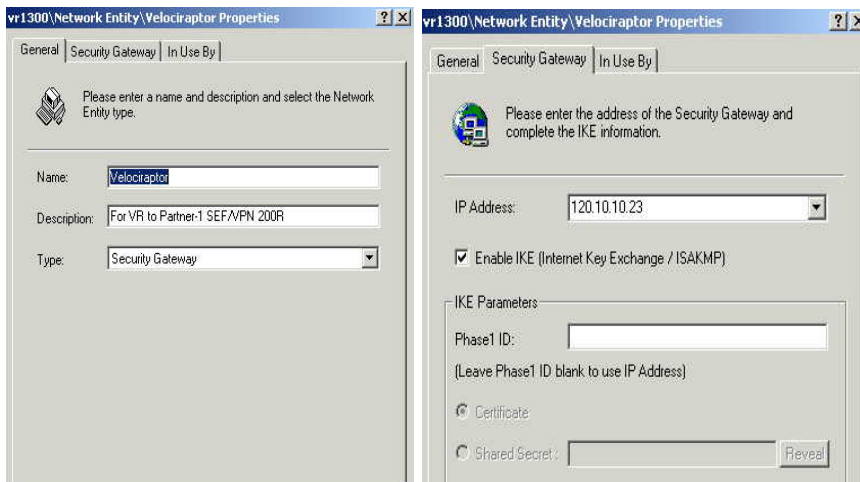 vr1300\Network Entity\Velociraptor Properties
General
Security Gateway
In Use By
Please enter a name and description and select the Network
Entity type.
Name:
Velociraptor
Description:
For VR to Partner-1 SEF/VPN 200R
Type:
Security Gateway
vr1300\Network Entity\Velociraptor Properties
General
Security Gateway
In Use By
Please enter the address of the Security Gateway and
complete the IKE information.
IP Address:
120.10.10.23
Enable IKE (Internet Key Exchange / ISAKMP)
IKE Parameters
Phase1 ID:
(Leave Phase1 ID blank to use IP Address)
Certificate
Shared Secret:
Reveal